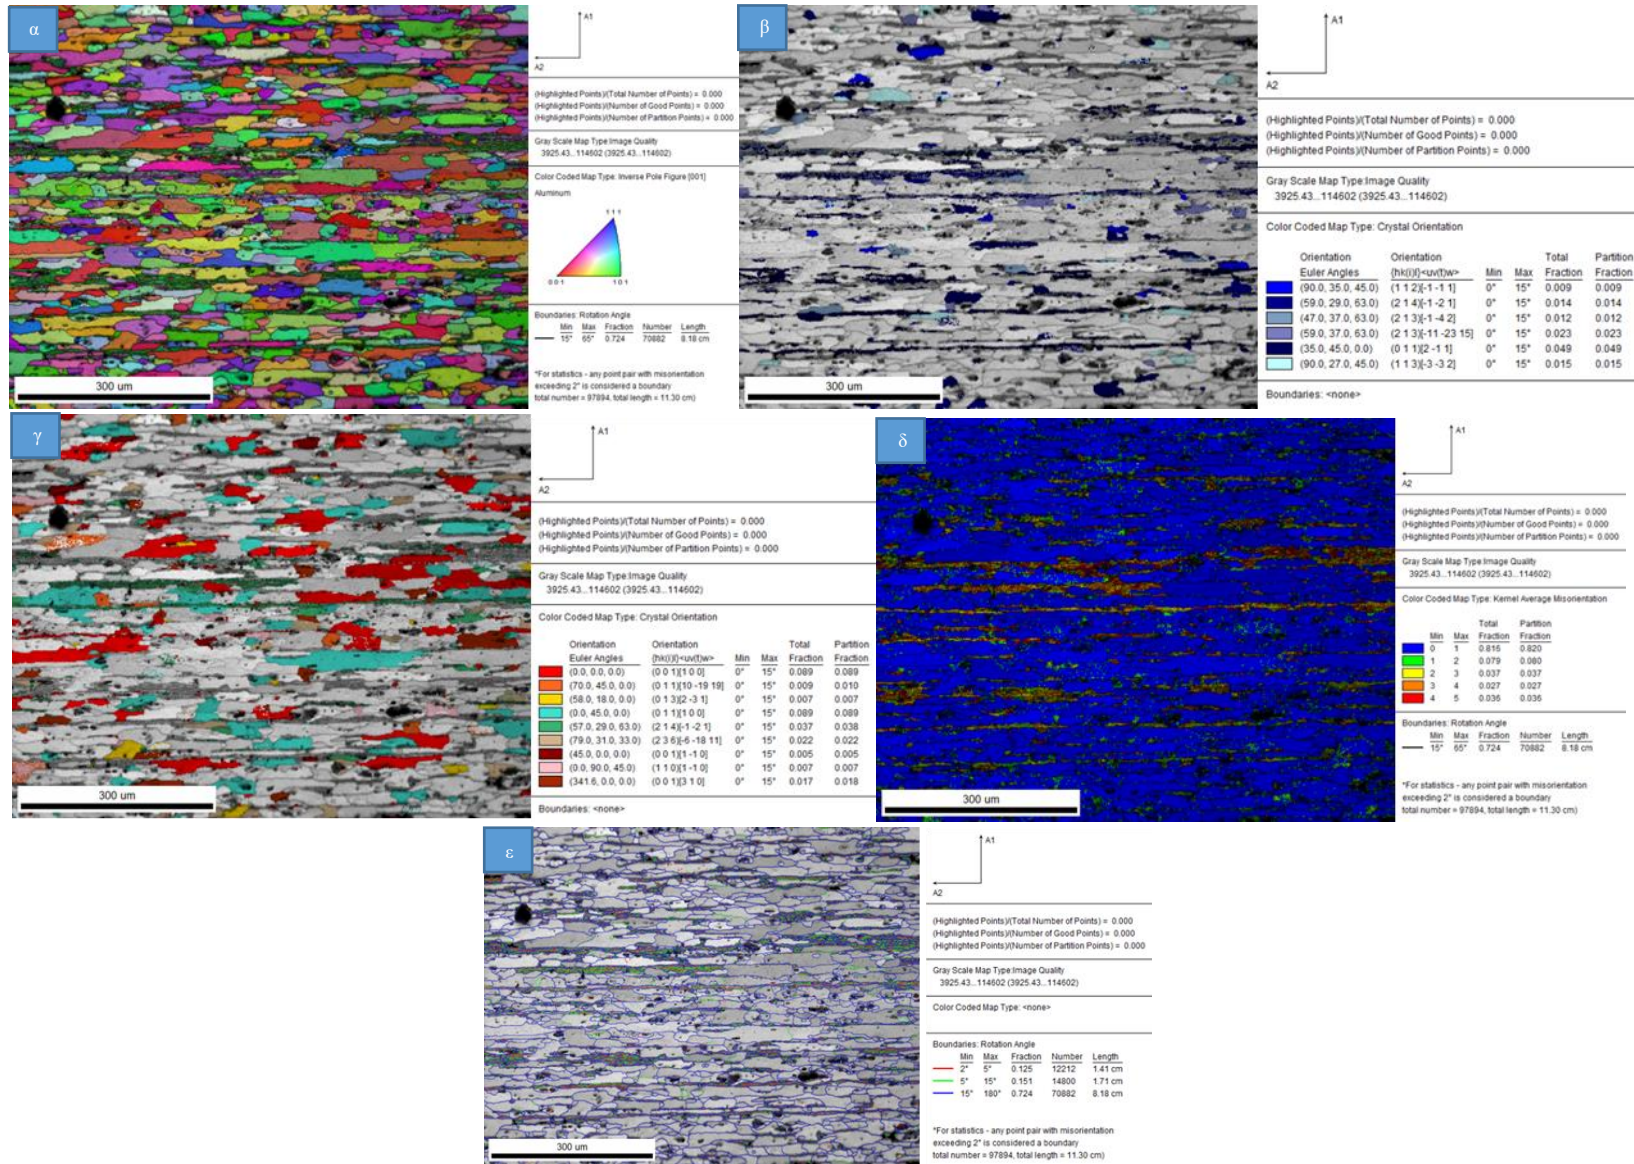 α
A1
A2
(Highlighted Points)/(Total Number of Points) = 0.000
(Highlighted Points)/(Number of Good Points) = 0.000
(Highlighted Points)/(Number of Partition Points) = 0.000
Gray Scale Map Type:Image Quality
3925.43...114602 (3925.43...114602)
Color Coded Map Type: Inverse Pole Figure [001]
Aluminum
1 1 1
0 0 1 1 0 1
Boundaries: Rotation Angle
Min Max Fraction Number Length
15° 65° 0.724 70882 8.18 cm
*For statistics - any point pair with misorientation
exceeding 2° is considered a boundary
total number = 97894, total length = 11.30 cm)
300 um
β
A1
A2
(Highlighted Points)/(Total Number of Points) = 0.000
(Highlighted Points)/(Number of Good Points) = 0.000
(Highlighted Points)/(Number of Partition Points) = 0.000
Gray Scale Map Type:Image Quality
3925.43...114602 (3925.43...114602)
Color Coded Map Type: Crystal Orientation
Orientation Orientation Total Partition
Euler Angles {hk(i)l}<uv(t)w> Min Max Fraction Fraction
(90.0, 35.0, 45.0) (1 1 2)[-1 -1 1] 0° 15° 0.009 0.009
(59.0, 29.0, 63.0) (2 1 4)[-1 -2 1] 0° 15° 0.014 0.014
(47.0, 37.0, 63.0) (2 1 3)[-1 -4 2] 0° 15° 0.012 0.012
(59.0, 37.0, 63.0) (2 1 3)[-11 -23 15] 0° 15° 0.023 0.023
(35.0, 45.0, 0.0) (0 1 1)[2 -1 1] 0° 15° 0.049 0.049
(90.0, 27.0, 45.0) (1 1 3)[-3 -3 2] 0° 15° 0.015 0.015
Boundaries: <none>
300 um
γ
A1
A2
(Highlighted Points)/(Total Number of Points) = 0.000
(Highlighted Points)/(Number of Good Points) = 0.000
(Highlighted Points)/(Number of Partition Points) = 0.000
Gray Scale Map Type:Image Quality
3925.43...114602 (3925.43...114602)
Color Coded Map Type: Crystal Orientation
Orientation Orientation Total Partition
Euler Angles {hk(i)l}<uv(t)w> Min Max Fraction Fraction
(0.0, 0.0, 0.0) (0 0 1)[1 0 0] 0° 15° 0.089 0.089
(70.0, 45.0, 0.0) (0 1 1)[10 -19 19] 0° 15° 0.009 0.010
(58.0, 18.0, 0.0) (0 1 3)[2 -3 1] 0° 15° 0.007 0.007
(0.0, 45.0, 0.0) (0 1 1)[1 0 0] 0° 15° 0.089 0.089
(57.0, 29.0, 63.0) (2 1 4)[-1 -2 1] 0° 15° 0.037 0.038
(79.0, 31.0, 33.0) (2 3 6)[-6 -18 11] 0° 15° 0.022 0.022
(45.0, 0.0, 0.0) (0 0 1)[1 -1 0] 0° 15° 0.005 0.005
(0.0, 90.0, 45.0) (1 1 0)[1 -1 0] 0° 15° 0.007 0.007
(341.6, 0.0, 0.0) (0 0 1)[3 1 0] 0° 15° 0.017 0.018
Boundaries: <none>
300 um
δ
A1
A2
(Highlighted Points)/(Total Number of Points) = 0.000
(Highlighted Points)/(Number of Good Points) = 0.000
(Highlighted Points)/(Number of Partition Points) = 0.000
Gray Scale Map Type:Image Quality
3925.43...114602 (3925.43...114602)
Color Coded Map Type: Kernel Average Misorientation
Total Partition
Min Max Fraction Fraction
0 1 0.816 0.820
1 2 0.079 0.080
2 3 0.037 0.037
3 4 0.027 0.027
4 5 0.036 0.036
Boundaries: Rotation Angle
Min Max Fraction Number Length
15° 65° 0.724 70882 8.18 cm
*For statistics - any point pair with misorientation
exceeding 2° is considered a boundary
total number = 97894, total length = 11.30 cm)
300 um
ε
A1
A2
(Highlighted Points)/(Total Number of Points) = 0.000
(Highlighted Points)/(Number of Good Points) = 0.000
(Highlighted Points)/(Number of Partition Points) = 0.000
Gray Scale Map Type:Image Quality
3925.43...114602 (3925.43...114602)
Color Coded Map Type: <none>
Boundaries: Rotation Angle
Min Max Fraction Number Length
2° 5° 0.125 12212 1.41 cm
5° 15° 0.151 14800 1.71 cm
15° 180° 0.724 70882 8.18 cm
*For statistics - any point pair with misorientation
exceeding 2° is considered a boundary
total number = 97894, total length = 11.30 cm)
300 um